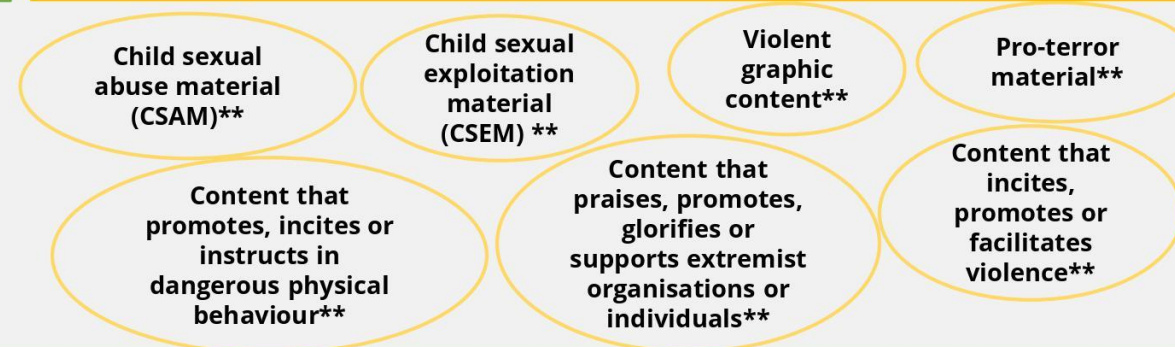 Child sexual
abuse material
(CSAM)**
Child sexual
exploitation
material
(CSEM) **
Violent
graphic
content**
Pro-terror
material**
Content that
promotes, incites or
instructs in
dangerous physical
behaviour**
Content that
praises, promotes,
glorifies or
supports extremist
organisations or
individuals**
Content that
incites,
promotes or
facilitates
violence**